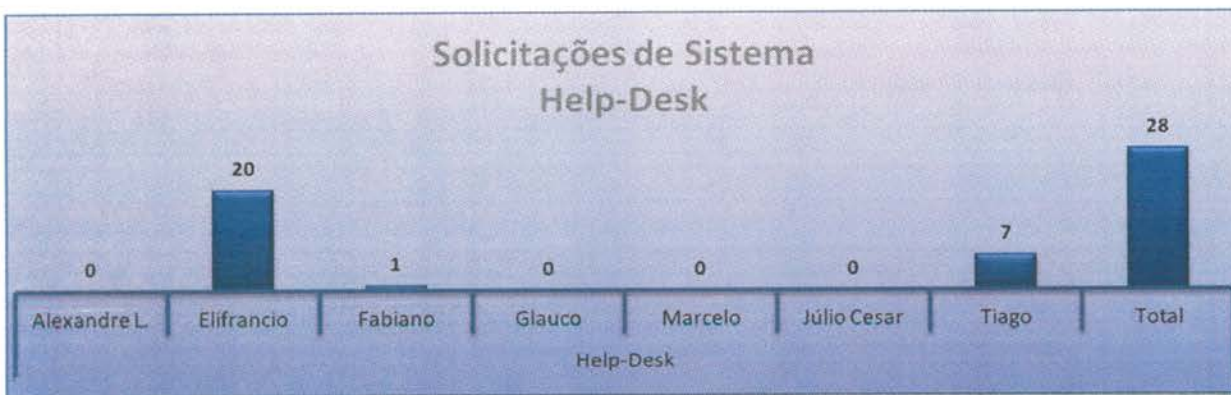 Solicitações de Sistema
Help-Desk
28
20
7
1
0
0
0
0
Alexandre L.
Elifrancio
Fabiano
Glauco
Marcelo
Júlio Cesar
Tiago
Total
Help-Desk